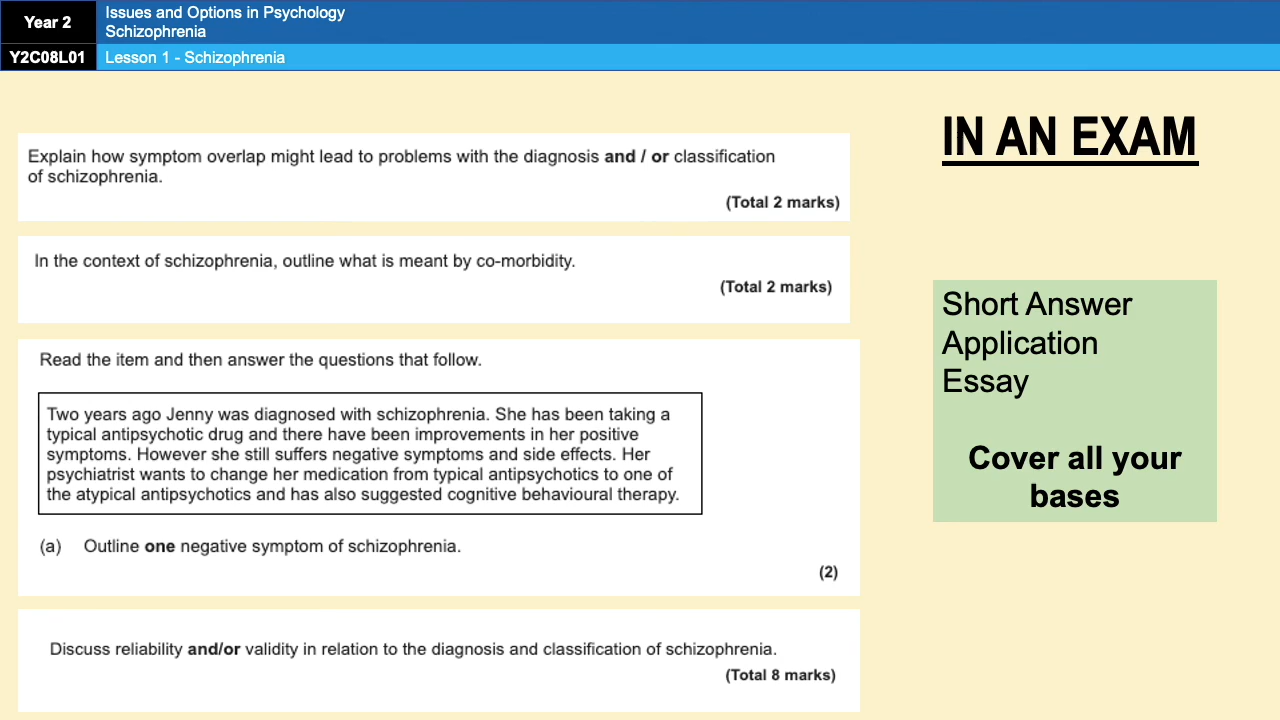 Year 2
Issues and Options in Psychology
Schizophrenia
Y2C08L01
Lesson 1 - Schizophrenia
Explain how symptom overlap might lead to problems with the diagnosis and / or classification
of schizophrenia.
(Total 2 marks)
In the context of schizophrenia, outline what is meant by co-morbidity.
(Total 2 marks)
Read the item and then answer the questions that follow.
Two years ago Jenny was diagnosed with schizophrenia. She has been taking a
typical antipsychotic drug and there have been improvements in her positive
symptoms. However she still suffers negative symptoms and side effects. Her
psychiatrist wants to change her medication from typical antipsychotics to one of
the atypical antipsychotics and has also suggested cognitive behavioural therapy.
(a) Outline one negative symptom of schizophrenia.
(2)
Discuss reliability and/or validity in relation to the diagnosis and classification of schizophrenia.
(Total 8 marks)
IN AN EXAM
Short Answer
Application
Essay
Cover all your
bases